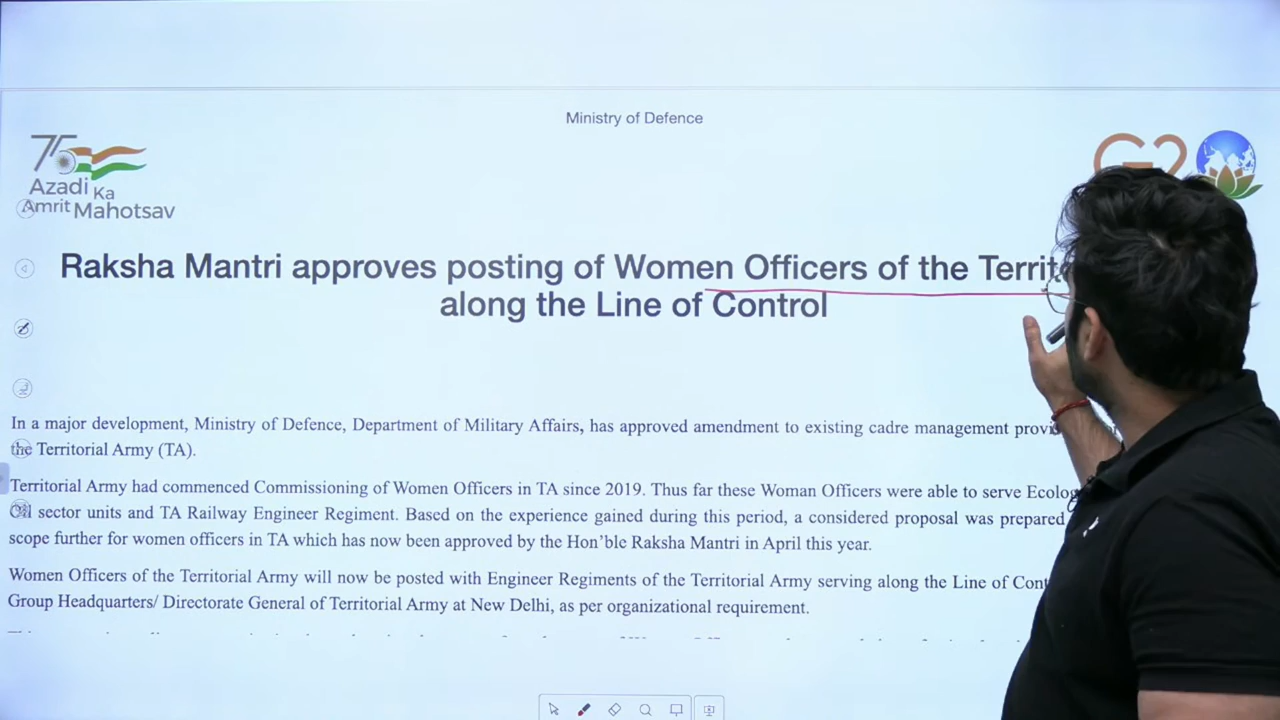 Ministry of Defence
75
Azadi Ka
Amrit Mahotsav
G2
Raksha Mantri approves posting of Women Officers of the
along the Line of Control
In a major development, Ministry of Defence, Department of Military Affairs, has approved amendment to existing cadre management
the Territorial Army (TA).
Territorial Army had commenced Commissioning of Women Officers in TA since 2019. Thus far these Woman Officers were able to serve
Oil sector units and TA Railway Engineer Regiment. Based on the experience gained during this period, a considered proposal was prepared
scope further for women officers in TA which has now been approved by the Hon'ble Raksha Mantri in April this year.
Women Officers of the Territorial Army will now be posted with Engineer Regiments of the Territorial Army serving along the Line of
Group Headquarters/ Directorate General of Territorial Army at New Delhi, as per organizational requirement.